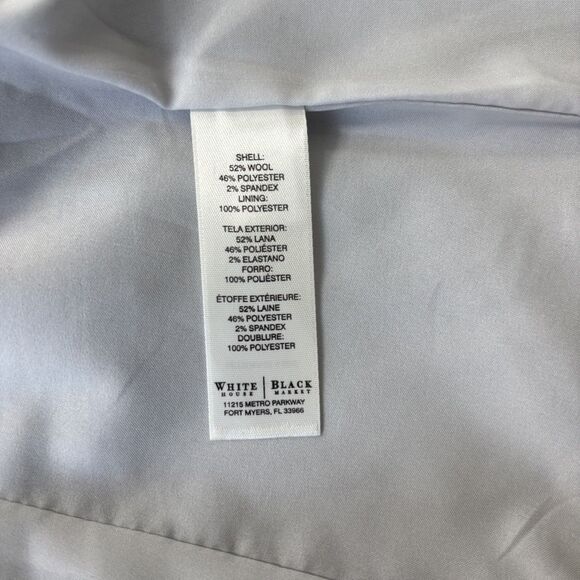 SHELL:
52% WOOL
46% POLYESTER
2% SPANDEX
LINING:
100% POLYESTER
TELA EXTERIOR:
52% LANA
46% POLIÉSTER
2% ELASTANO
FORRO:
100% POLIÉSTER
ÉTOFFE EXTÉRIEURE:
52% LAINE
46% POLYESTER
2% SPANDEX
DOUBLURE:
100% POLYESTER
WHITE | BLACK
HOUSE | MARKET
11215 METRO PARKWAY
FORT MYERS, FL 33966